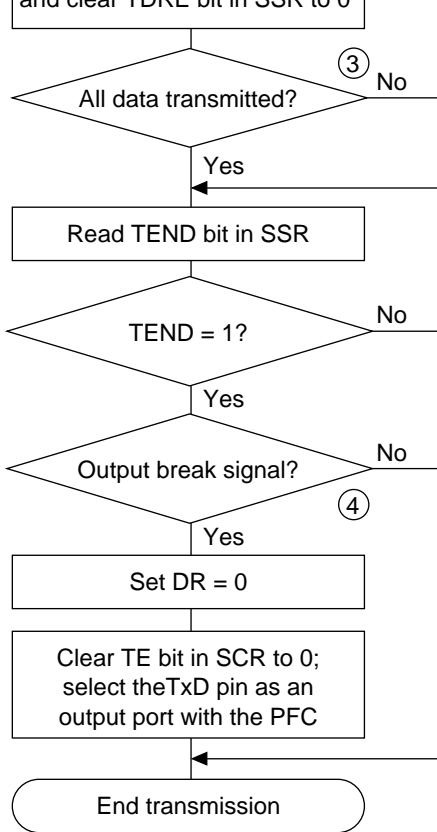 and clear TDRE bit in SSR to 0
3
All data transmitted?
No
Yes
Read TEND bit in SSR
TEND = 1?
No
Yes
Output break signal?
No
4
Yes
Set DR = 0
Clear TE bit in SCR to 0;
select theTxD pin as an
output port with the PFC
End transmission